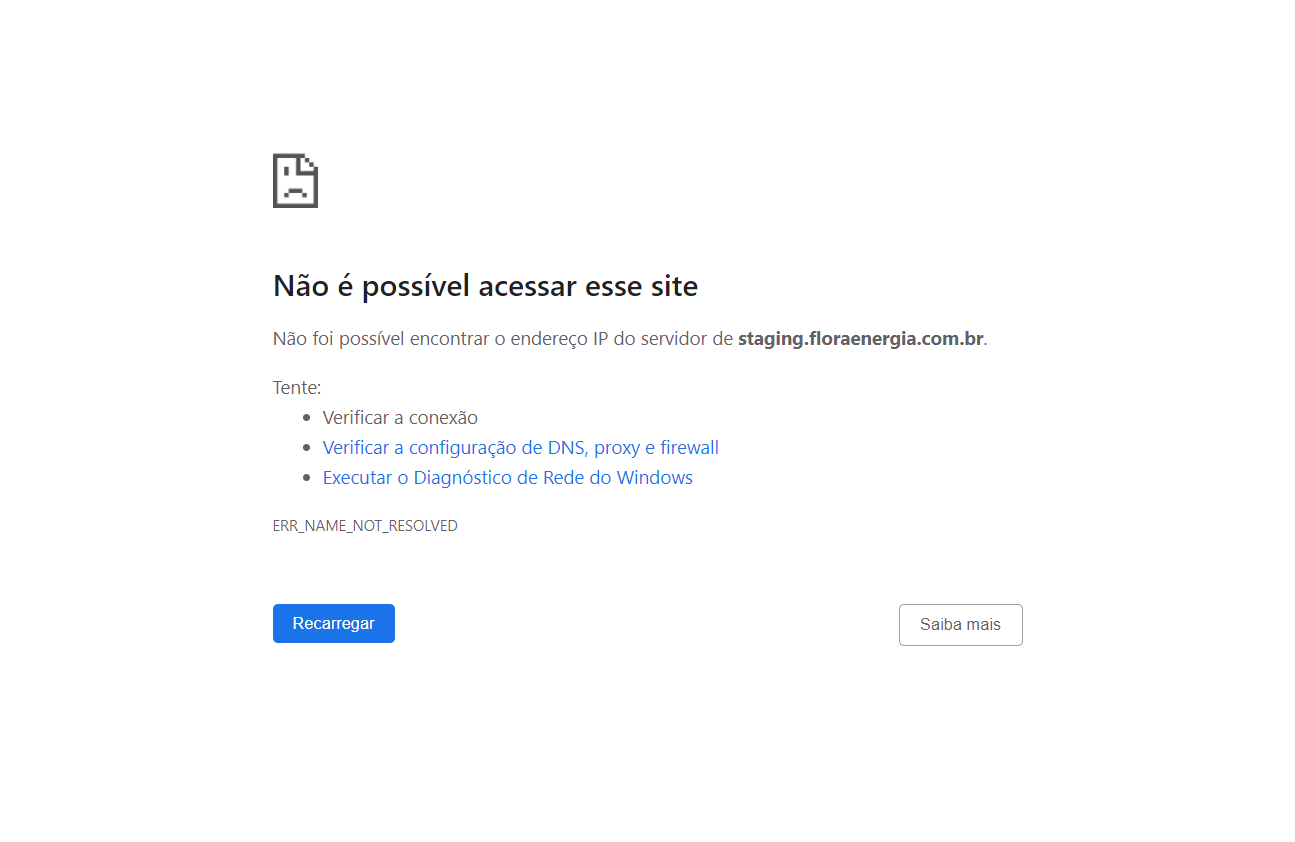 Não é possível acessar esse site
Não foi possível encontrar o endereço IP do servidor de staging.floraenergia.com.br.
Tente:
• Verificar a conexão
• Verificar a configuração de DNS, proxy e firewall
• Executar o Diagnóstico de Rede do Windows
ERR_NAME_NOT_RESOLVED
Recarregar
Saiba mais